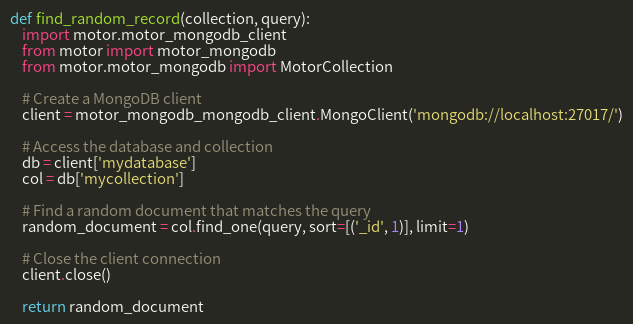 def find_random_record(collection, query):
    import motor.motor_mongodb_client
    from motor import motor_mongodb
    from motor.motor_mongodb import MotorCollection

    # Create a MongoDB client
    client = motor_mongodb_mongodb_client.MongoClient('mongodb://localhost:27017/')

    # Access the database and collection
    db = client['mydatabase']
    col = db['mycollection']

    # Find a random document that matches the query
    random_document = col.find_one(query, sort=[('_id', 1)], limit=1)

    # Close the client connection
    client.close()

    return random_document